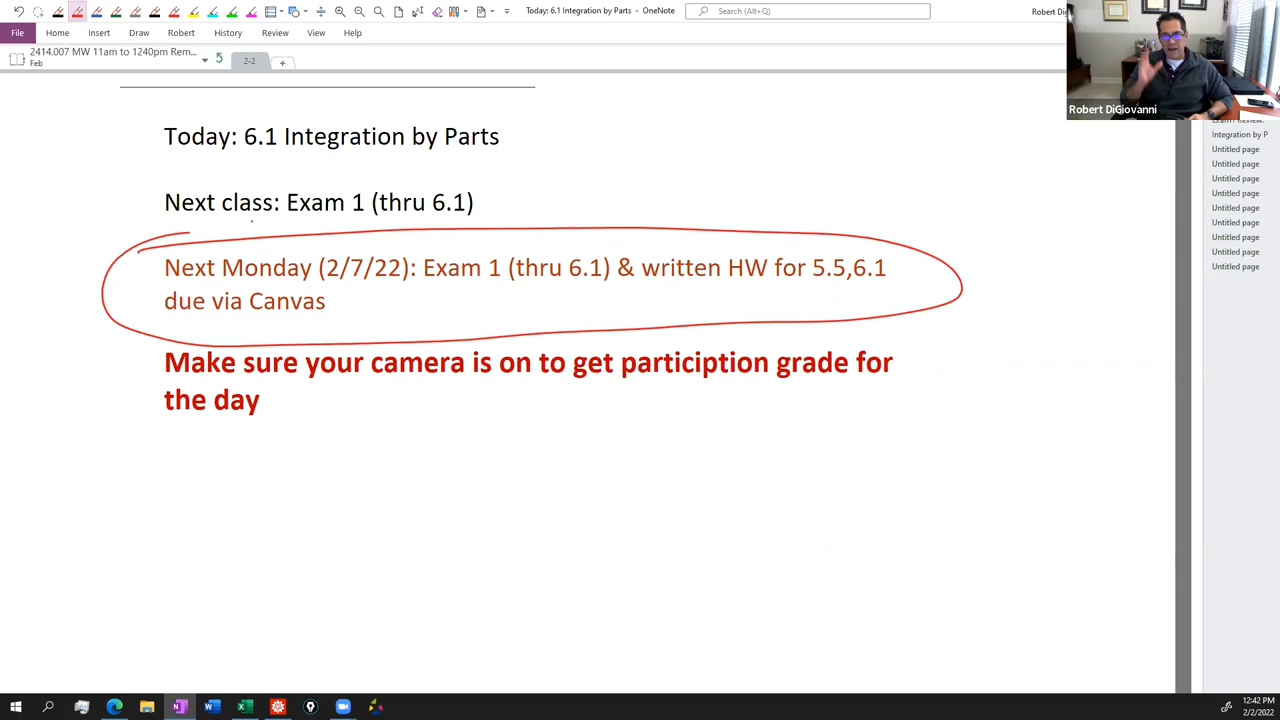 Today: 6.1 Integration by Parts - OneNote
Search (Alt+Q)
Robert Di
File
Home
Insert
Draw
Robert
History
Review
View
Help
2414.007 MW 11am to 1240pm Rem...
Feb
5
2-2
Robert DiGiovanni
Today: 6.1 Integration by Parts
Next class: Exam 1 (thru 6.1)
Next Monday (2/7/22): Exam 1 (thru 6.1) & written HW for 5.5,6.1
due via Canvas
Make sure your camera is on to get particiption grade for
the day
Exam1 Review
Integration by P
Untitled page
Untitled page
Untitled page
Untitled page
Untitled page
Untitled page
Untitled page
Untitled page
Untitled page
12:42 PM
2/2/2022